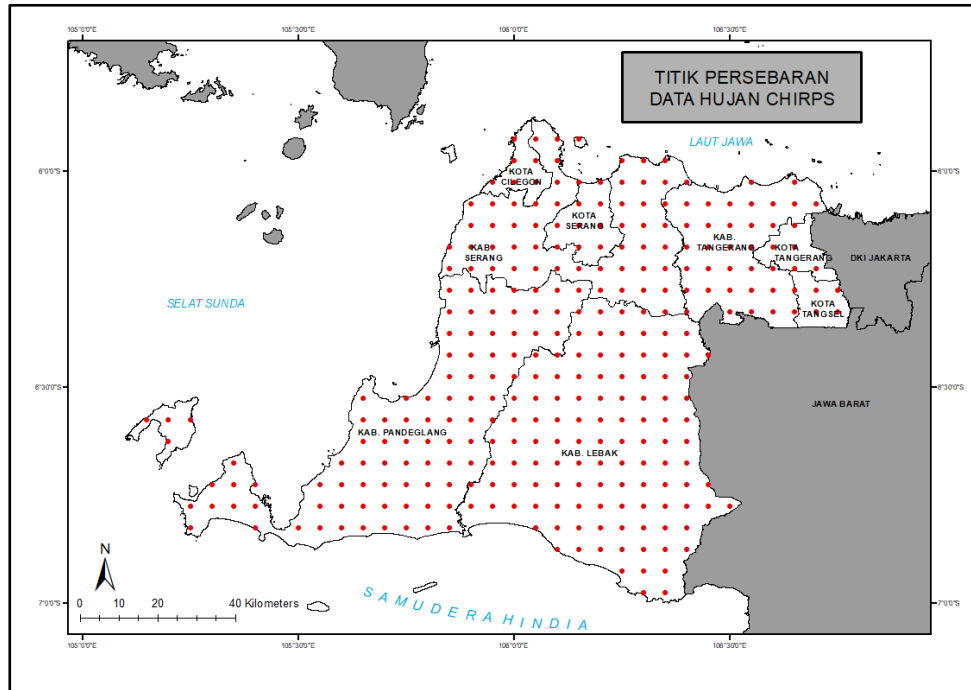 105°0'0"E 105°30'0"E 106°0'0"E 106°30'0"E
TITIK PERSEBARAN
DATA HUJAN CHIRPS
LAUT JAWA
6°0'0"S 6°0'0"S
KOTA
CILEGON
KOTA
SERANG
KAB.
SERANG
KAB.
TANGERANG
KOTA
TANGERANG
DKI JAKARTA
SELAT SUNDA
KOTA
TANGSEL
6°30'0"S 6°30'0"S
JAWA BARAT
KAB. PANDEGLANG
KAB. LEBAK
N
0 10 20 40 Kilometers
7°0'0"S 7°0'0"S
SAMUDERA HINDIA
105°0'0"E 105°30'0"E 106°0'0"E 106°30'0"E